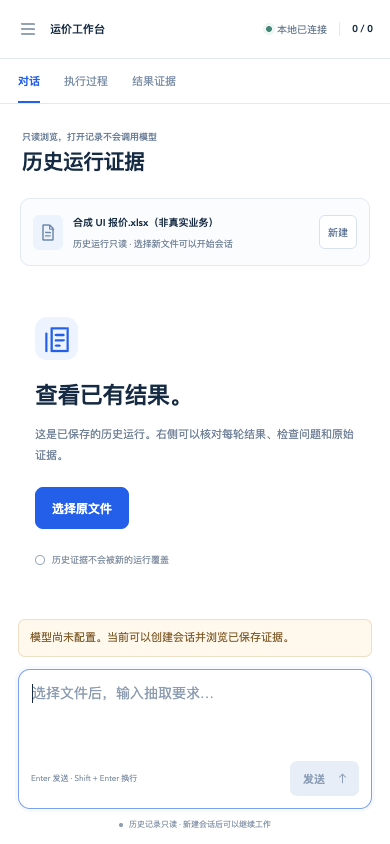 运价工作台
本地已连接
0 / 0
对话
执行过程
结果证据
只读浏览，打开记录不会调用模型
历史运行证据
合成 UI 报价.xlsx（非真实业务）
历史运行只读 · 选择新文件可以开始会话
新建
查看已有结果。
这是已保存的历史运行。右侧可以核对每轮结果、检查问题和原始
证据。
选择原文件
历史证据不会被新的运行覆盖
模型尚未配置。当前可以创建会话并浏览已保存证据。
选择文件后，输入抽取要求...
Enter 发送 · Shift + Enter 换行
发送
历史记录只读 · 新建会话后可以继续工作